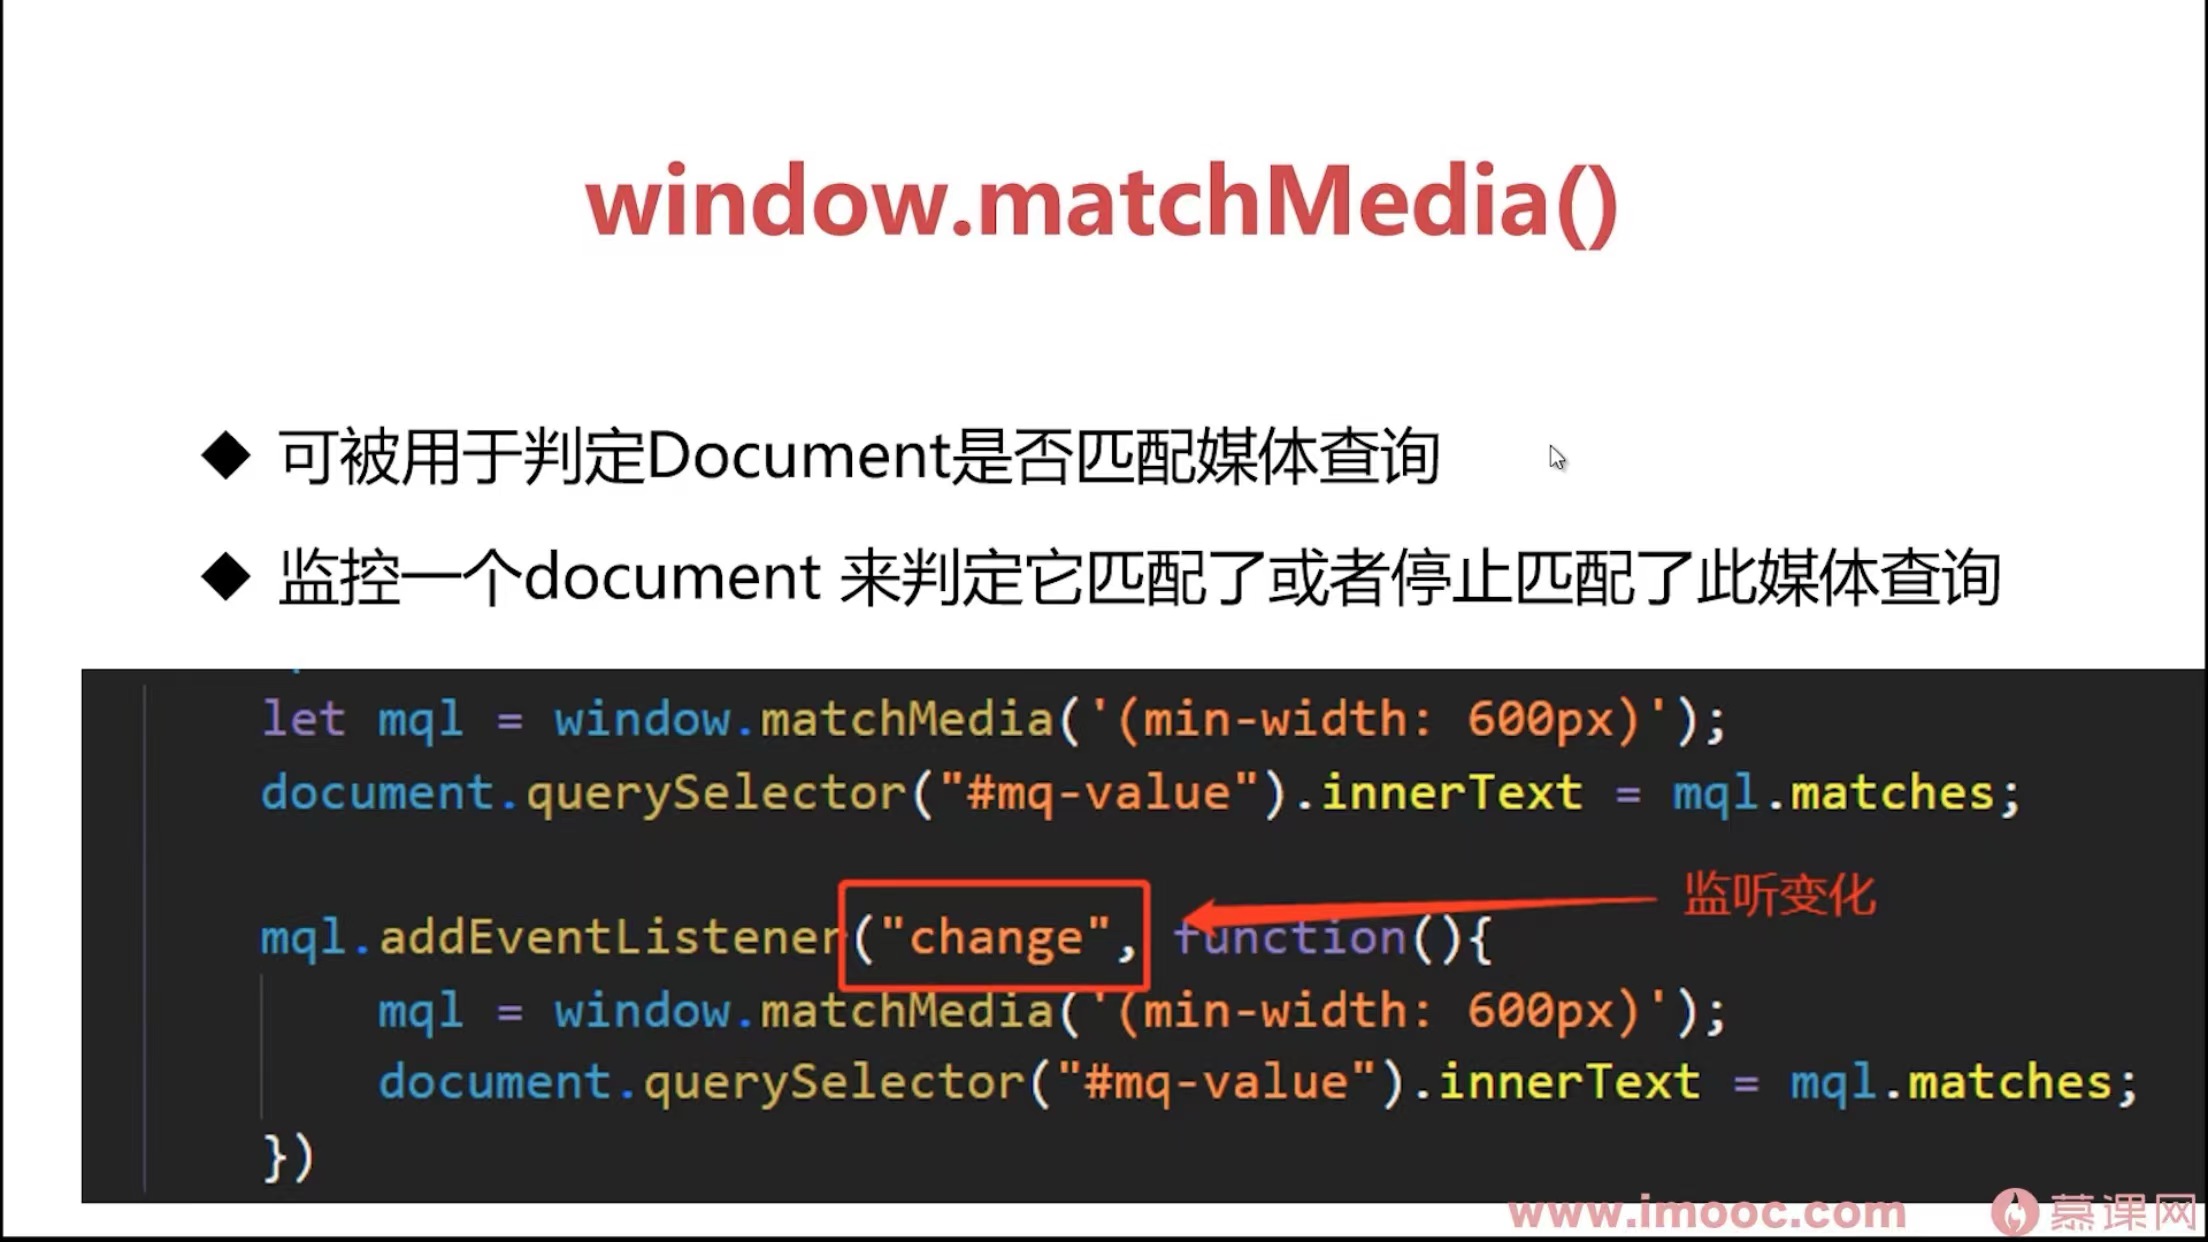 window.matchMedia()
◆ 可被用于判定Document是否匹配媒体查询
◆ 监控一个document 来判定它匹配了或者停止匹配了此媒体查询
let mql = window.matchMedia('(min-width: 600px)');
document.querySelector("#mq-value").innerText = mql.matches;
监听变化
mql.addEventListener("change", function(){
mql = window.matchMedia('(min-width: 600px)');
document.querySelector("#mq-value").innerText = mql.matches;
})
www.imooc.com 慕课网